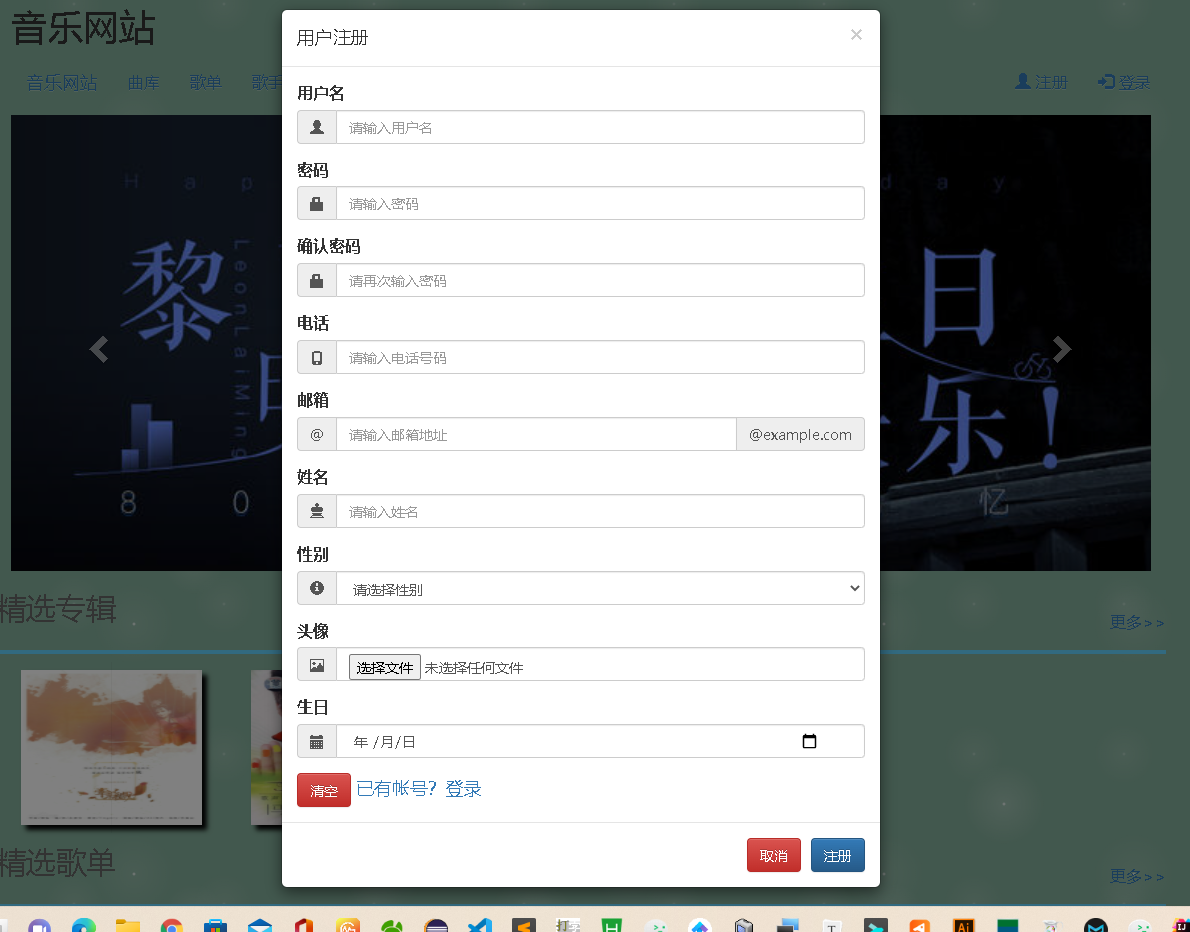 音乐网站
音乐网站 曲库 歌单 歌手
注册 登录
用户注册 ×
用户名
请输入用户名
密码
请输入密码
确认密码
请再次输入密码
电话
请输入电话号码
邮箱
@ 请输入邮箱地址 @example.com
姓名
请输入姓名
性别
请选择性别
头像
选择文件 未选择任何文件
生日
年 /月/日
清空 已有帐号? 登录
取消 注册
H a p
d a y
黎
LeonLaiMing
日
乐!
8 0
忆
精选专辑
更多>>
精选歌单
更多>>